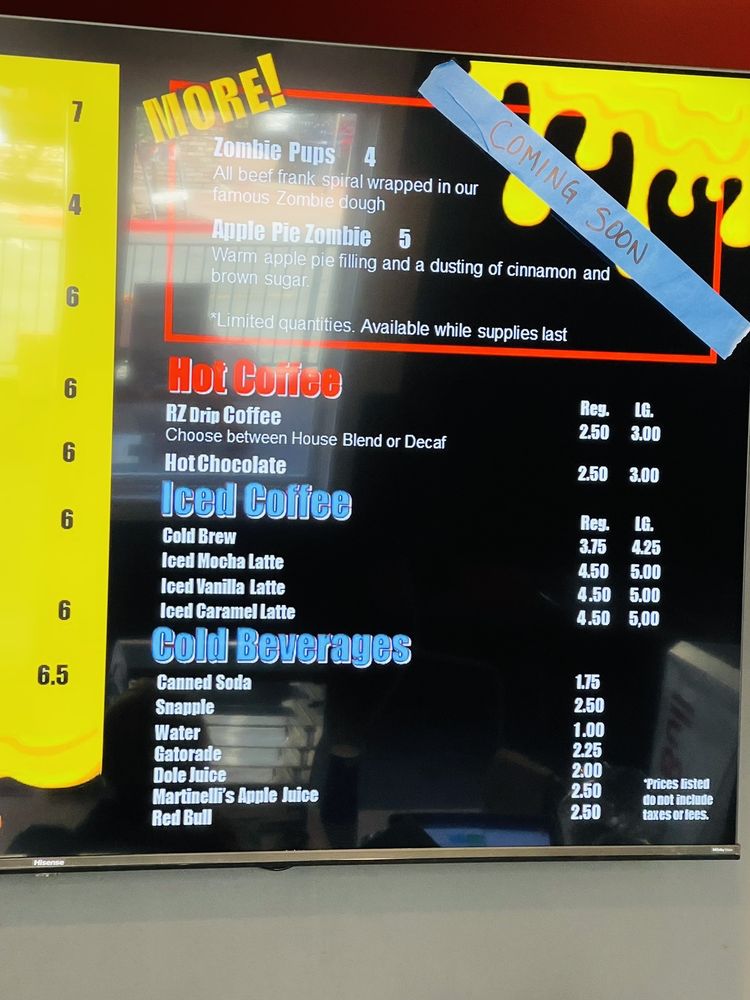 7
4
6
6
6
6
6
6.5
MORE!
COMING SOON
Zombie Pups 4
All beef frank spiral wrapped in our
famous Zombie dough
Apple Pie Zombie 5
Warm apple pie filling and a dusting of cinnamon and
brown sugar.
*Limited quantities. Available while supplies last
Hot Coffee
Reg. LG.
RZ Drip Coffee 2.50 3.00
Choose between House Blend or Decaf
Hot Chocolate 2.50 3.00
Iced Coffee
Reg. LG.
Cold Brew 3.75 4.25
Iced Mocha Latte 4.50 5.00
Iced Vanilla Latte 4.50 5.00
Iced Caramel Latte 4.50 5,00
Cold Beverages
Canned Soda 1.75
Snapple 2.50
Water 1.00
Gatorade 2.25
Dole Juice 2.00
Martinelli's Apple Juice 2.50
Red Bull 2.50
*Prices listed
do not include
taxes or fees.
Hisense